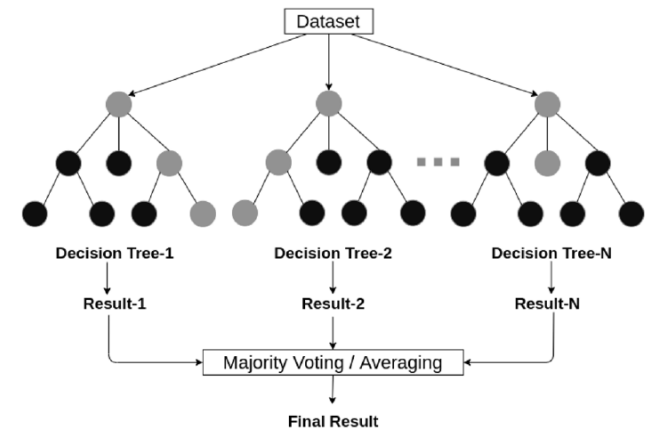 Dataset
Decision Tree-1
Decision Tree-2
Decision Tree-N
Result-1
Result-2
Result-N
Majority Voting / Averaging
Final Result